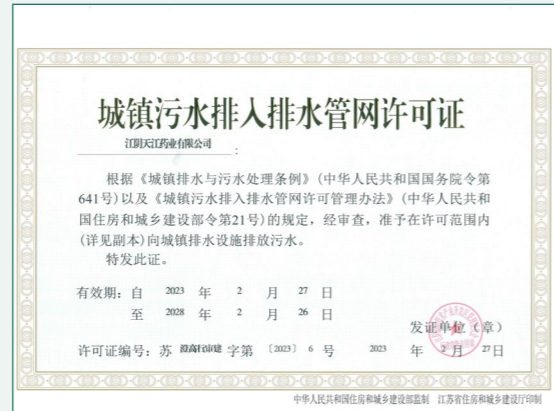 城镇污水排入排水管网许可证
江阴天江药业有限公司：
根据《城镇排水与污水处理条例》(中华人民共和国国务院令第
641号)以及《城镇污水排入排水管网许可管理办法》(中华人民共和
国住房和城乡建设部令第21号)的规定，经审查，准予在许可范围内
(详见副本)向城镇排水设施排放污水。
特发此证。
有效期：自 2023 年 2 月 27 日
至 2028 年 2 月 26 日
发证单位（章）
许可证编号：苏 澄高行审建 字第 〔2023〕 6 号 2023 年 2月 27日
中华人民共和国住房和城乡建设部监制 江苏省住房和城乡建设厅印制